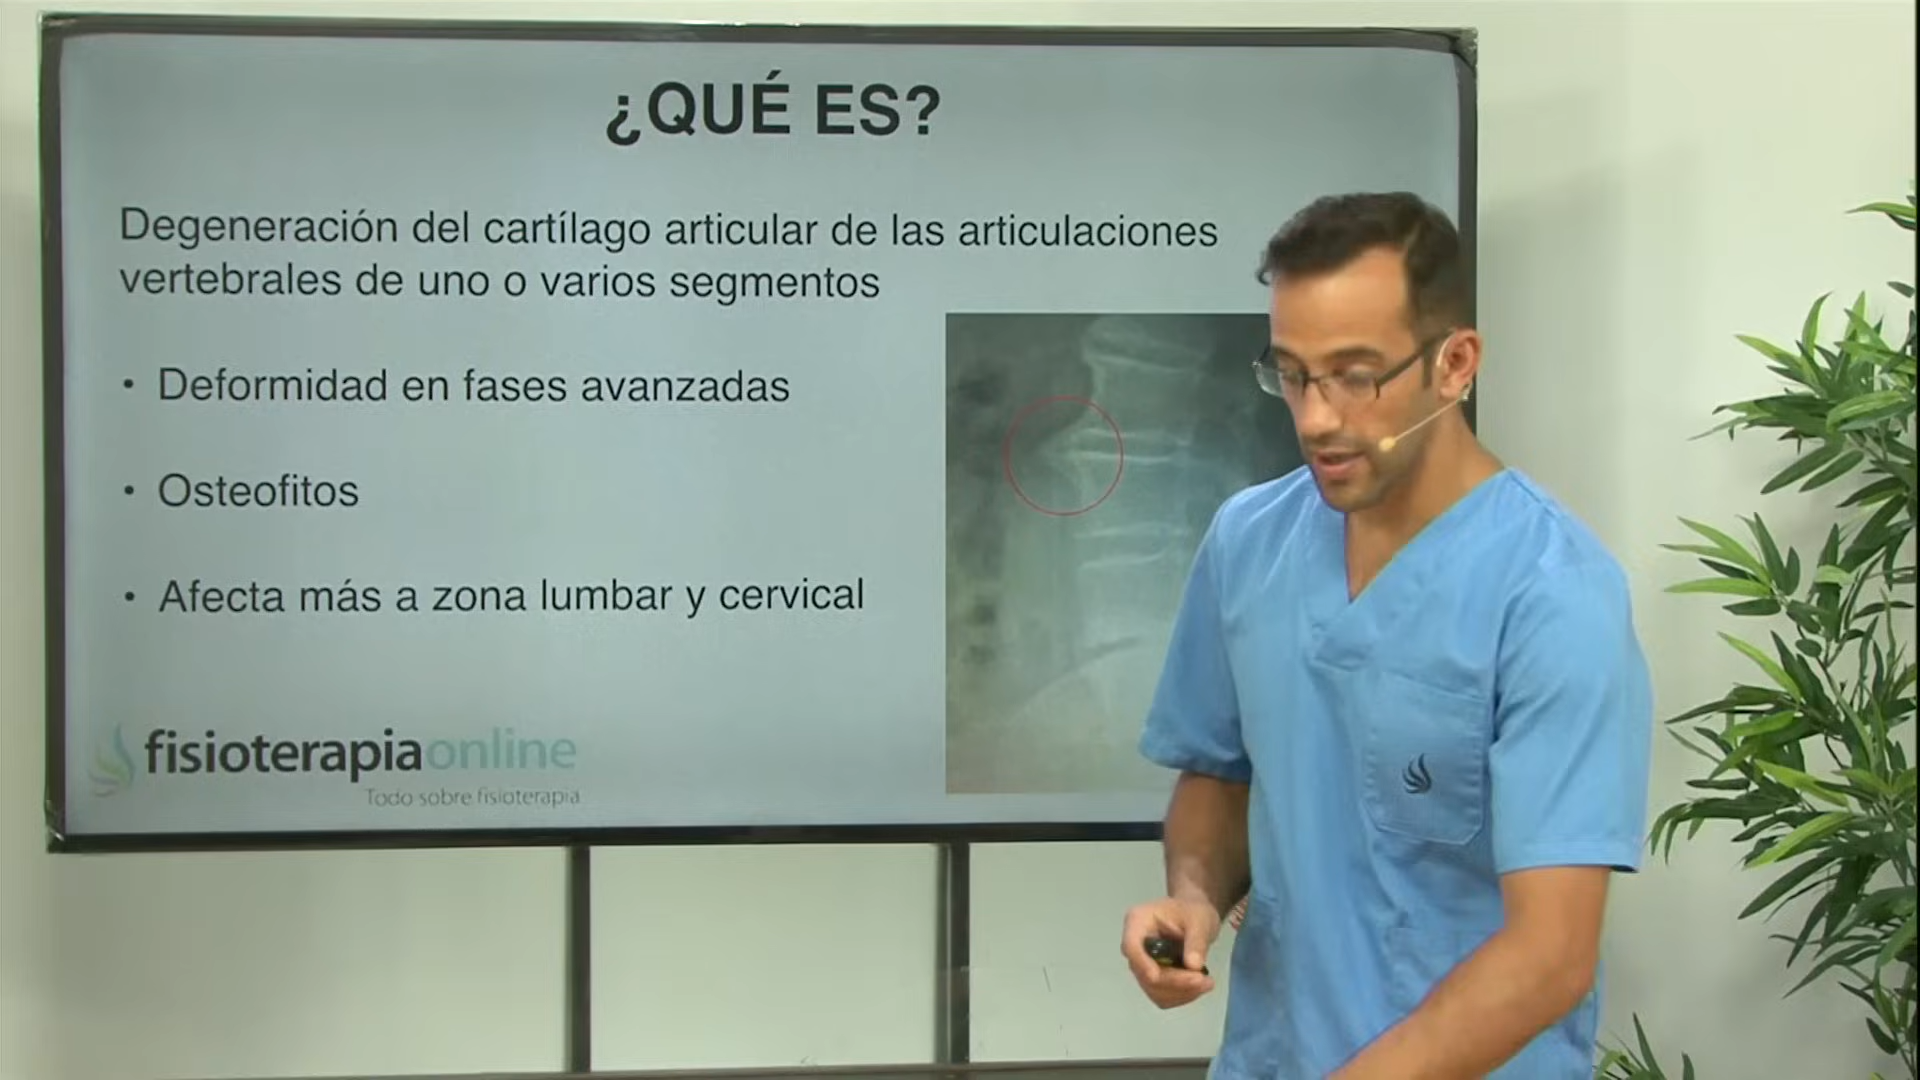 ¿QUÉ ES?
Degeneración del cartílago articular de las articulaciones
vertebrales de uno o varios segmentos
• Deformidad en fases avanzadas
• Osteofitos
• Afecta más a zona lumbar y cervical
fisioterapiaonline
Todo sobre fisioterapia